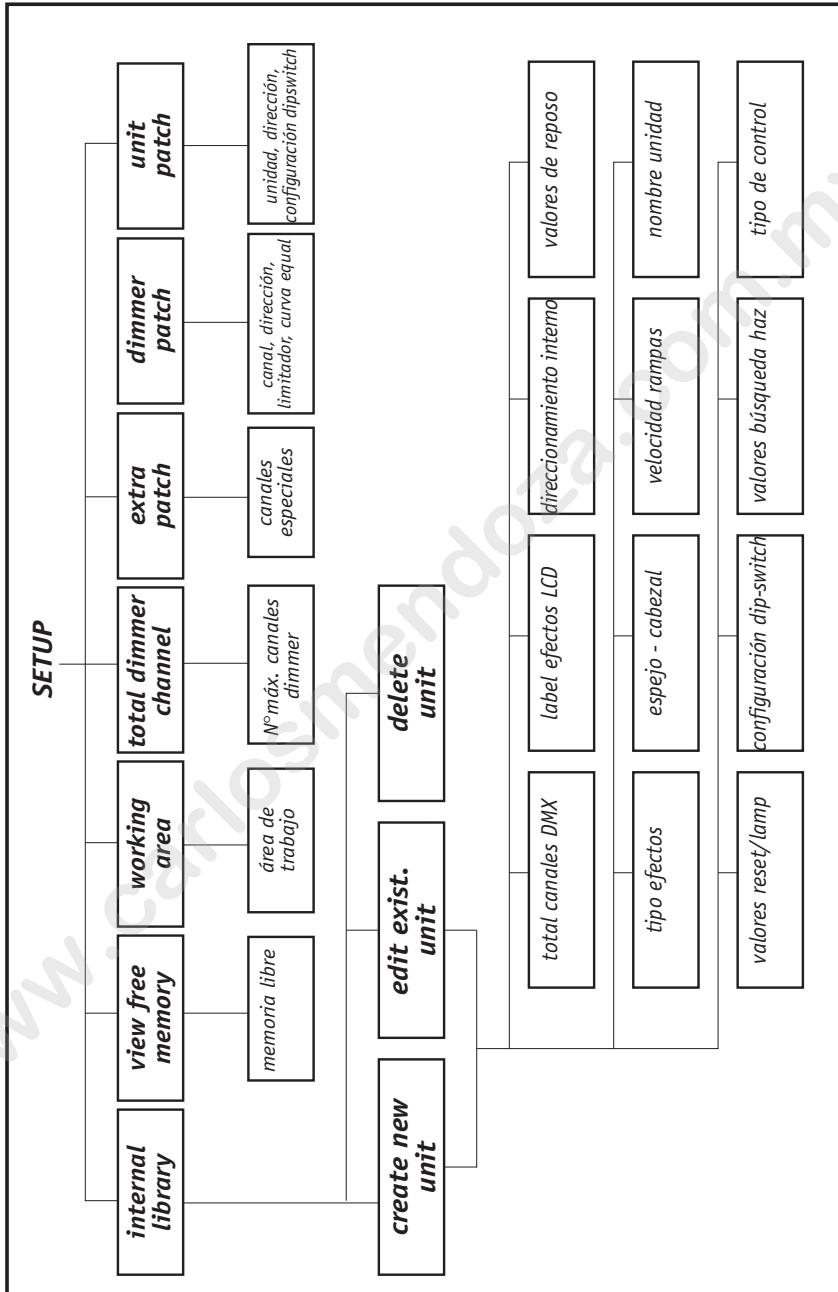 SETUP
internal
library
view free
memory
working
area
total dimmer
channel
extra
patch
dimmer
patch
unit
patch
memoria libre
área de
trabajo
N° máx. canales
dimmer
canales
especiales
canal, dirección,
limitador, curva equal
unidad, dirección,
configuración dipswitch
create new
unit
edit exist.
unit
delete
unit
total canales DMX
label efectos LCD
direccionamiento interno
valores de reposo
tipo efectos
espejo - cabezal
velocidad rampas
nombre unidad
valores reset/lamp
configuración dip-switch
valores búsqueda haz
tipo de control
www.carlosmendoza.com.mx